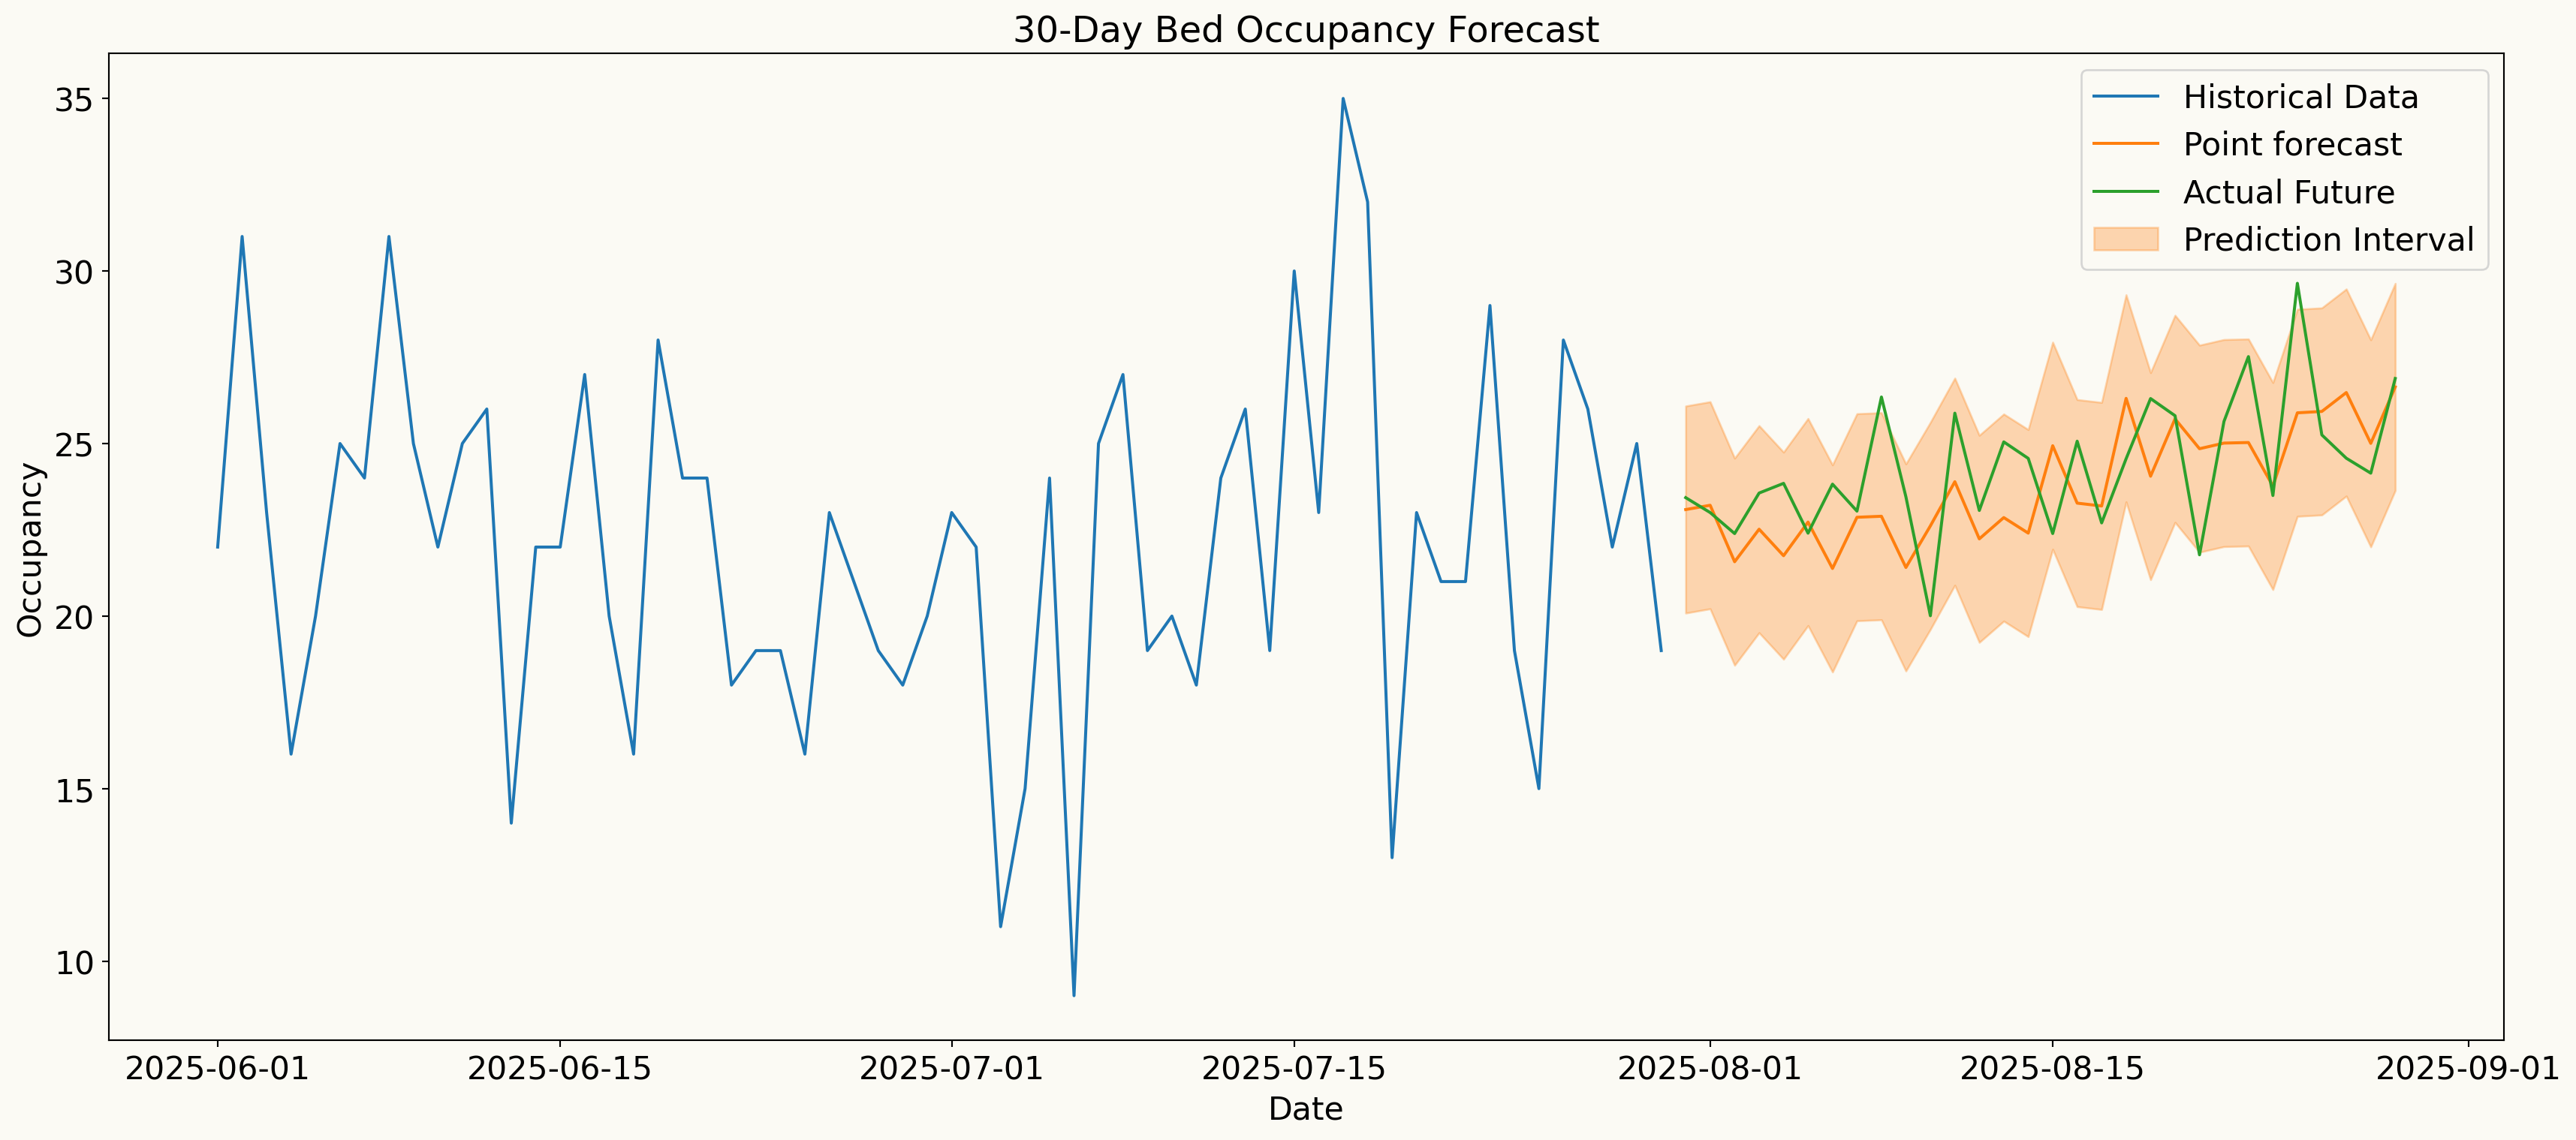 30-Day Bed Occupancy Forecast
Historical Data
Point forecast
Actual Future
Prediction Interval
35
30
25
20
15
10
Occupancy
2025-06-01 2025-06-15 2025-07-01 2025-07-15 2025-08-01 2025-08-15 2025-09-01
Date